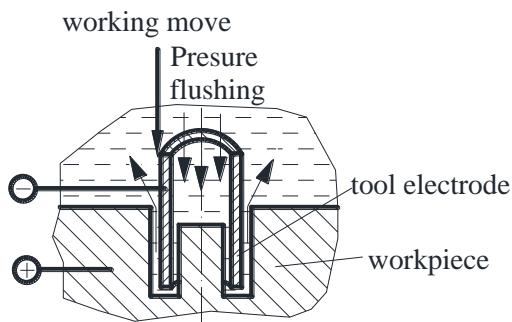 working move
Presure
flushing
−
tool electrode
workpiece
+